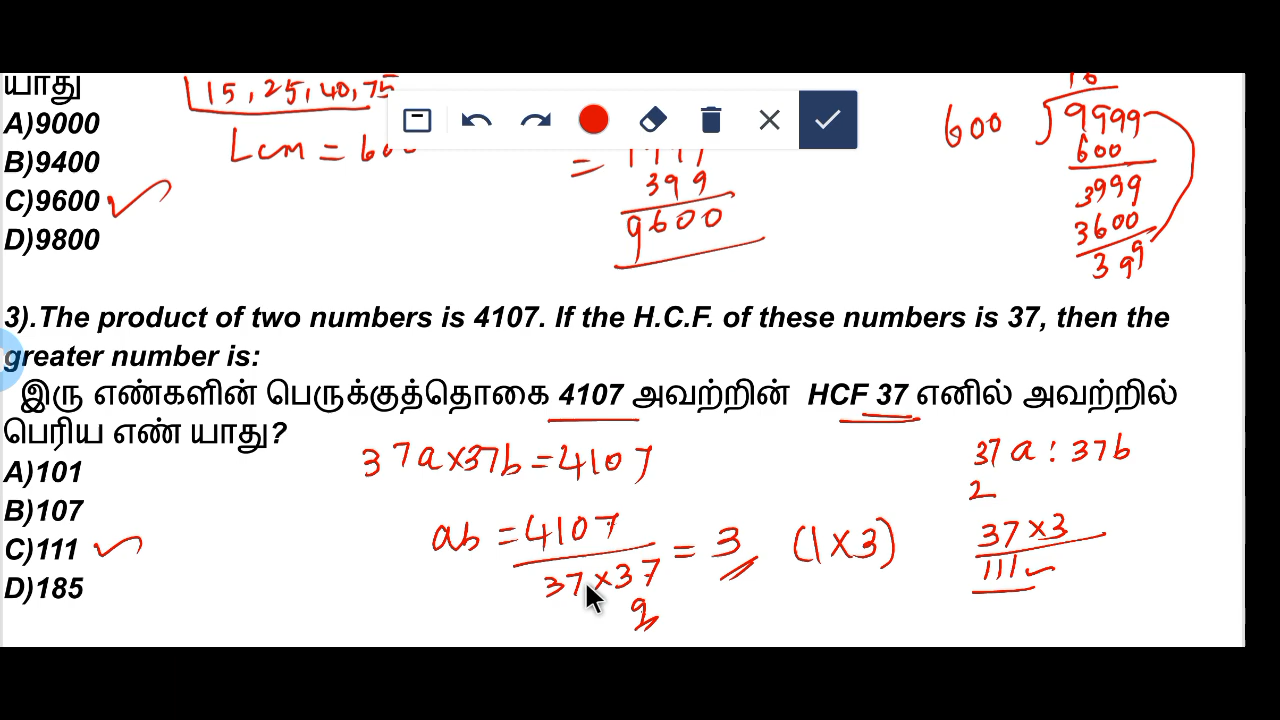 யாது
15, 25, 40, 75
A)9000
Lcm = 60
B)9400
C)9600
D)9800
=
399
9600
600
9999
600
3999
3600
399
3).The product of two numbers is 4107. If the H.C.F. of these numbers is 37, then the
greater number is:
இரு எண்களின் பெருக்குத்தொகை 4107 அவற்றின் HCF 37 எனில் அவற்றில்
பெரிய எண் யாது?
A)101
B)107
C)111
D)185
37a×37b=4107
ab = 4107
37×37
= 3 (1×3)
37a : 37b
2
37×3
111